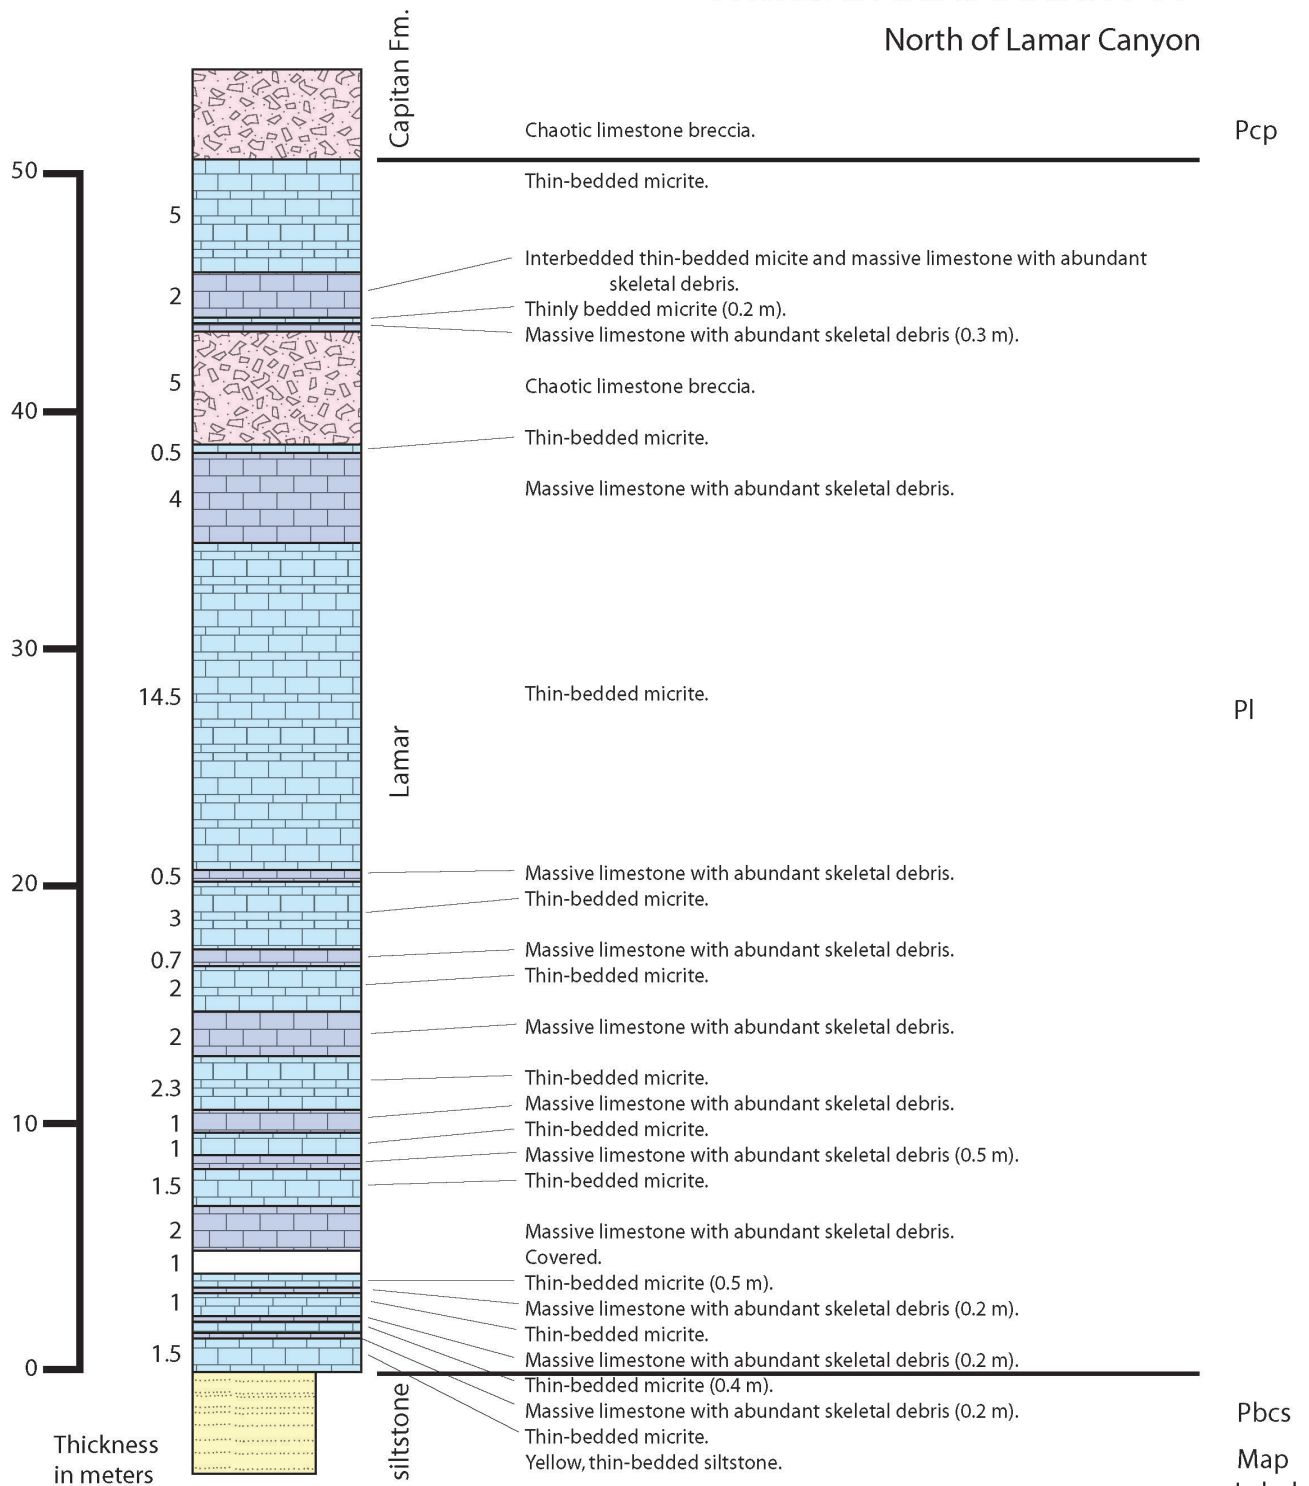 North of Lamar Canyon
Capitan Fm.
Chaotic limestone breccia.
Pcp
50
Thin-bedded micrite.
5
Interbedded thin-bedded micite and massive limestone with abundant
skeletal debris.
2
Thinly bedded micrite (0.2 m).
Massive limestone with abundant skeletal debris (0.3 m).
5
Chaotic limestone breccia.
40
Thin-bedded micrite.
0.5
Massive limestone with abundant skeletal debris.
4
30
14.5
Thin-bedded micrite.
Pl
Lamar
20
0.5
Massive limestone with abundant skeletal debris.
Thin-bedded micrite.
3
Massive limestone with abundant skeletal debris.
0.7
Thin-bedded micrite.
2
Massive limestone with abundant skeletal debris.
2
Thin-bedded micrite.
2.3
Massive limestone with abundant skeletal debris.
10
1
Thin-bedded micrite.
1
Massive limestone with abundant skeletal debris (0.5 m).
Thin-bedded micrite.
1.5
Massive limestone with abundant skeletal debris.
2
Covered.
1
Thin-bedded micrite (0.5 m).
1
Massive limestone with abundant skeletal debris (0.2 m).
Thin-bedded micrite.
1.5
Massive limestone with abundant skeletal debris (0.2 m).
0
Thin-bedded micrite (0.4 m).
Massive limestone with abundant skeletal debris (0.2 m).
Pbcs
Thin-bedded micrite.
siltstone
Yellow, thin-bedded siltstone.
Thickness
in meters
Map